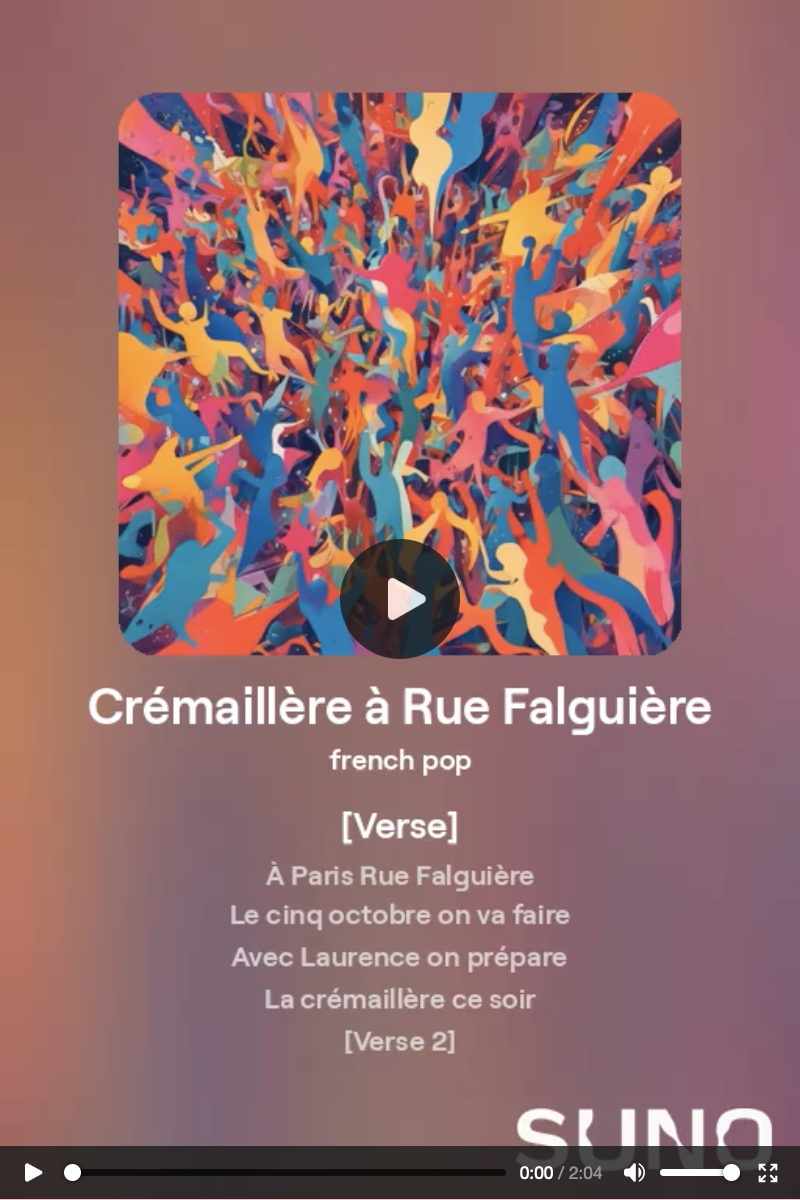 Crémaillère à Rue Falguière
french pop
[Verse]
À Paris Rue Falguière
Le cinq octobre on va faire
Avec Laurence on prépare
La crémaillère ce soir
[Verse 2]
SUNO
0:00 / 2:04